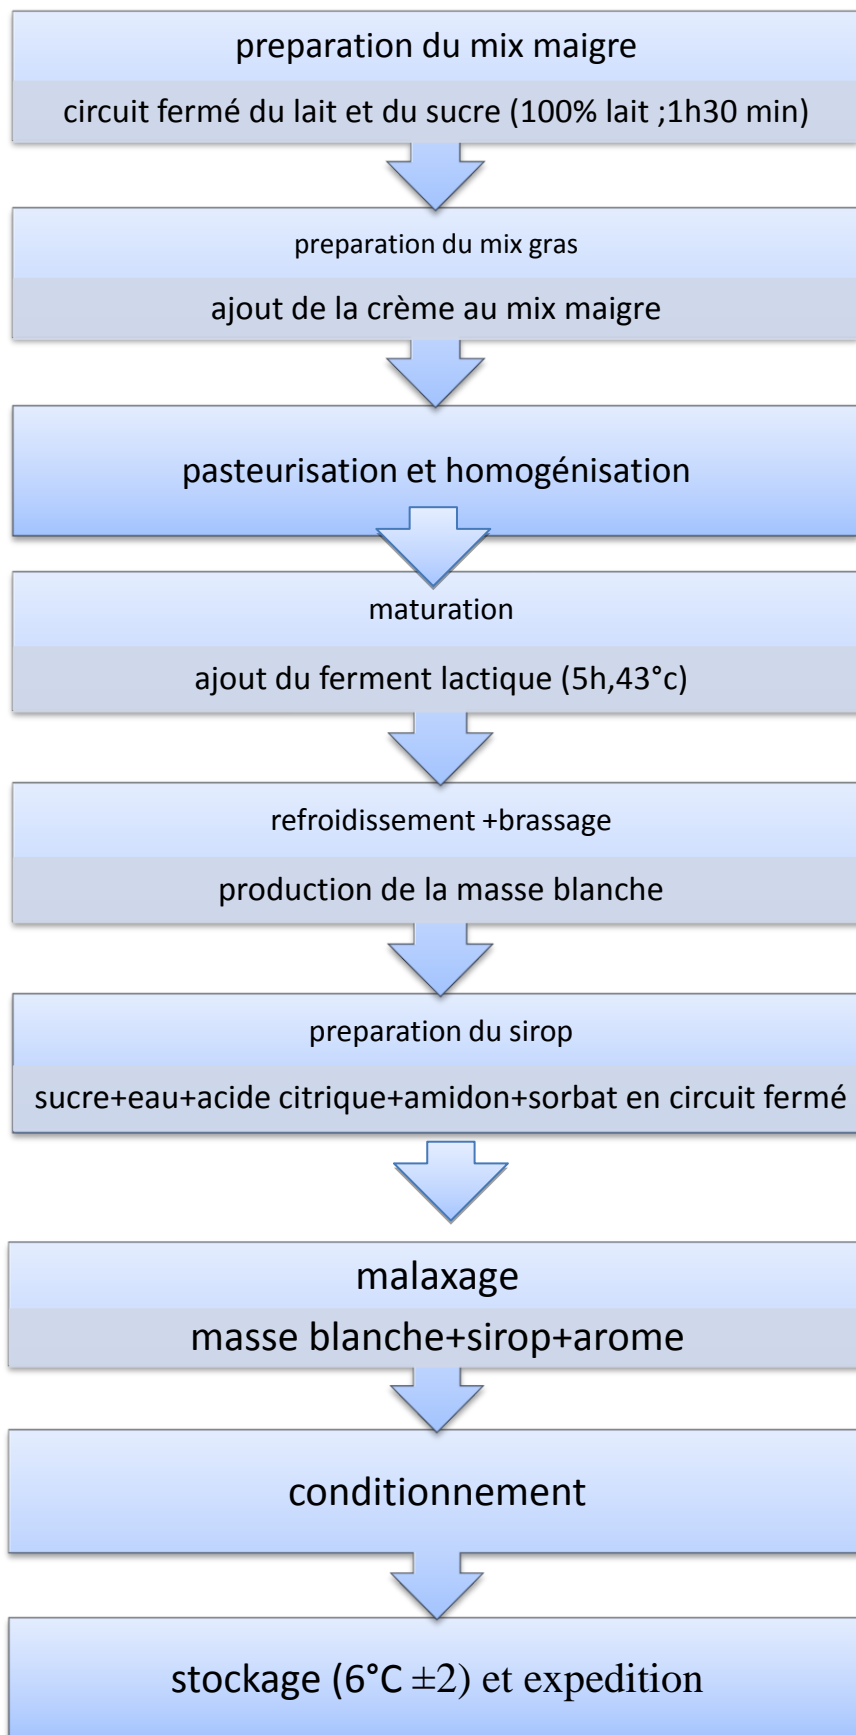 preparation du mix maigre
circuit fermé du lait et du sucre (100% lait ;1h30 min)
preparation du mix gras
ajout de la crème au mix maigre
pasteurisation et homogénisation
maturation
ajout du ferment lactique (5h,43°c)
refroidissement +brassage
production de la masse blanche
preparation du sirop
sucre+eau+acide citrique+amidon+sorbat en circuit fermé
malaxage
masse blanche+sirop+arome
conditionnement
stockage (6°C ±2) et expedition